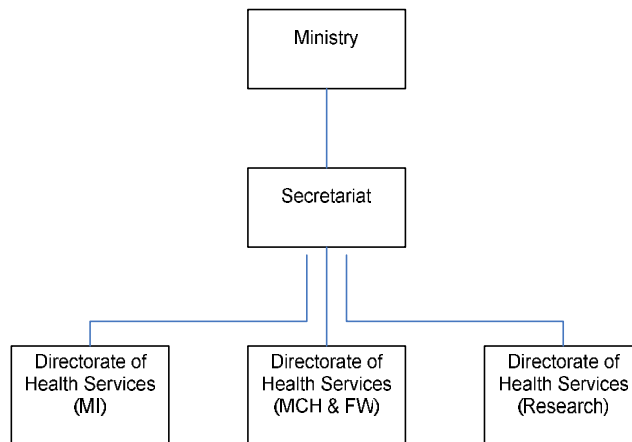 Ministry
Secretariat
Directorate of
Health Services
(MI)
Directorate of
Health Services
(MCH & FW)
Directorate of
Health Services
(Research)